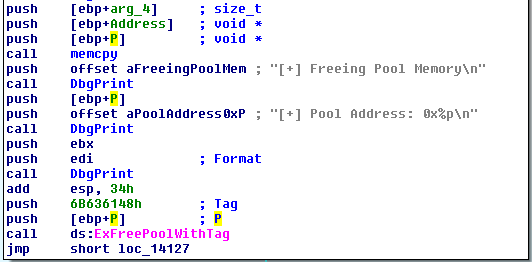 push [ebp+arg_4] ; size_t
push [ebp+Address] ; void *
push [ebp+P] ; void *
call memcpy
push offset aFreeingPoolMem ; "[+] Freeing Pool Memory\n"
call DbgPrint
push [ebp+P]
push offset aPoolAddress0xP ; "[+] Pool Address: 0x%p\n"
call DbgPrint
push ebx
push edi ; Format
call DbgPrint
add esp, 34h
push 6B636148h ; Tag
push [ebp+P] ; P
call ds:ExFreePoolWithTag
jmp short loc_14127